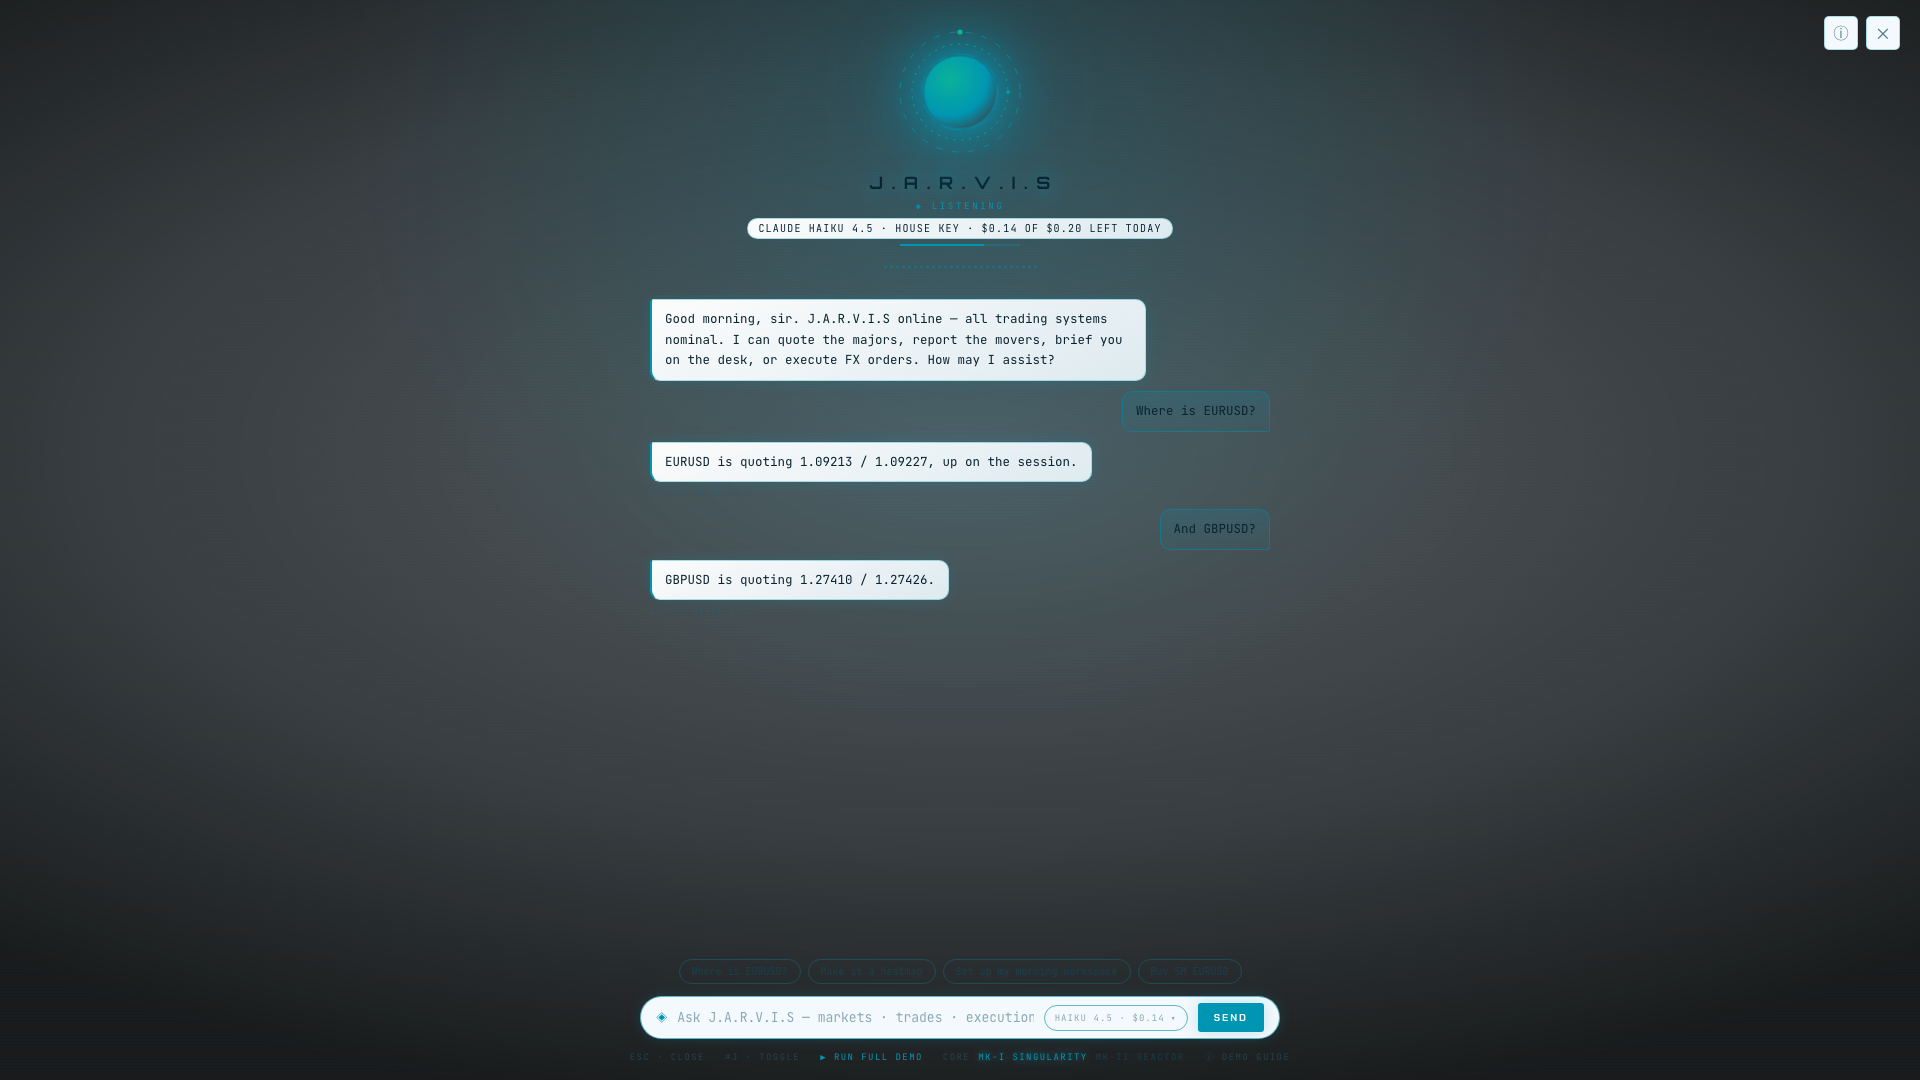 J.A.R.V.I.S
● LISTENING
CLAUDE HAIKU 4.5 · HOUSE KEY · $0.14 OF $0.20 LEFT TODAY
Good morning, sir. J.A.R.V.I.S online — all trading systems
nominal. I can quote the majors, report the movers, brief you
on the desk, or execute FX orders. How may I assist?
Where is EURUSD?
EURUSD is quoting 1.09213 / 1.09227, up on the session.
And GBPUSD?
GBPUSD is quoting 1.27410 / 1.27426.
Where is EURUSD? Make it a heatmap Set up my morning workspace Buy 5M EURUSD
Ask J.A.R.V.I.S — markets · trades · execution HAIKU 4.5 · $0.14 ▾ SEND
ESC · CLOSE ⌘J · TOGGLE ▶ RUN FULL DEMO CORE MK-I SINGULARITY MK-II REACTOR ⓘ DEMO GUIDE